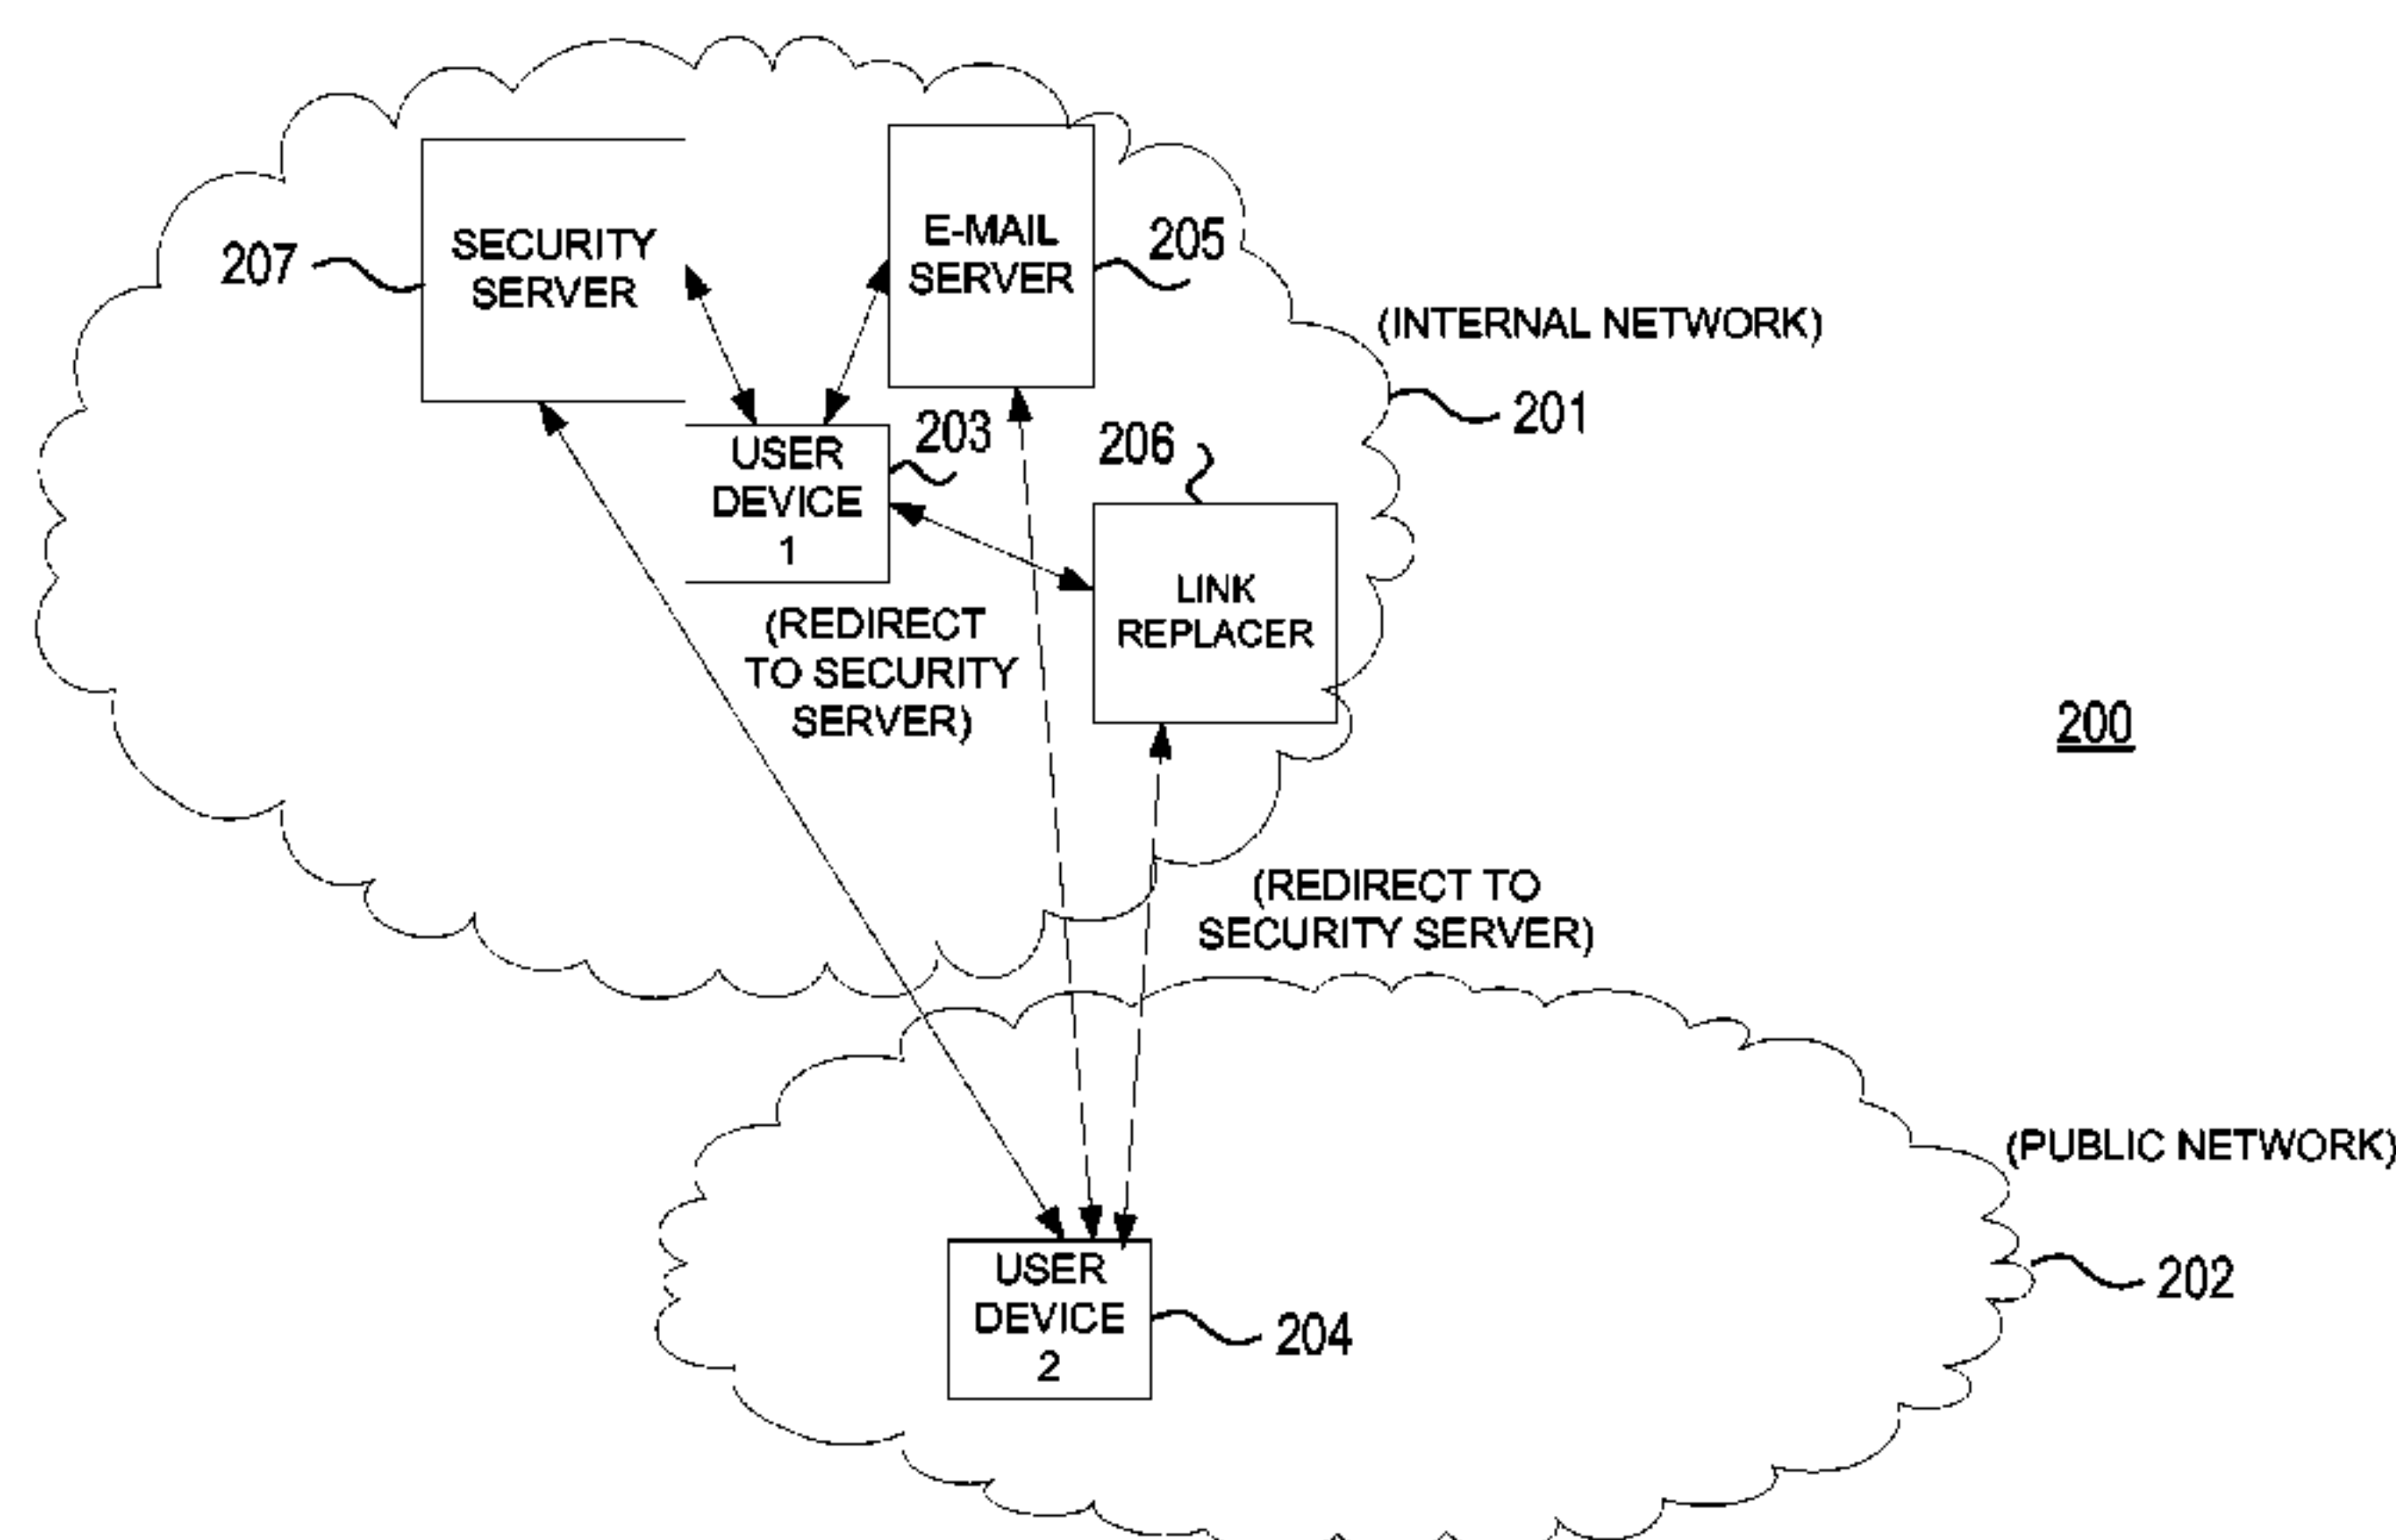 SECURITY
SERVER
207
E-MAIL
SERVER
205
(INTERNAL NETWORK)
201
USER
DEVICE
1
203
206
LINK
REPLACER
(REDIRECT
TO SECURITY
SERVER)
200
(REDIRECT TO
SECURITY SERVER)
(PUBLIC NETWORK)
202
USER
DEVICE
2
204